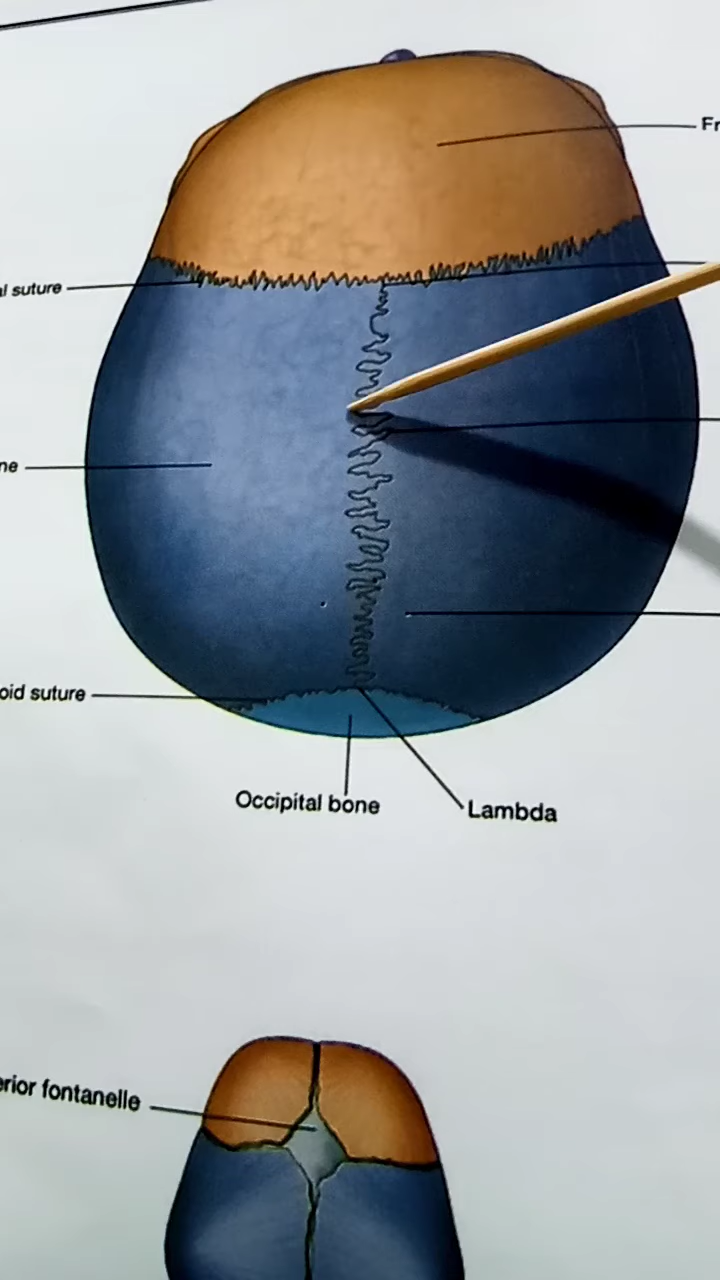 Fr
al suture
ne
oid suture
Occipital bone
Lambda
erior fontanelle